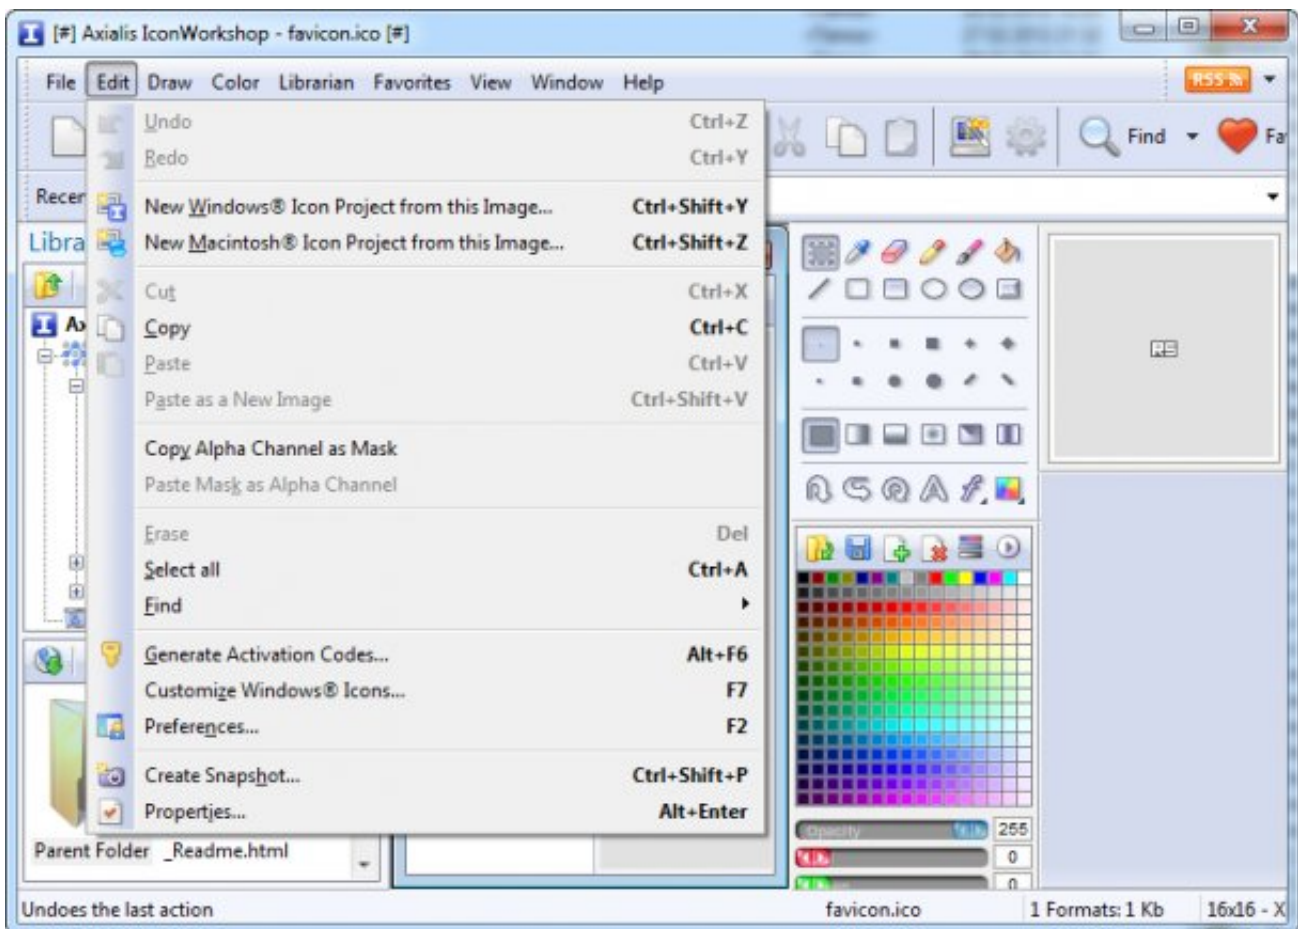 [#] Axialis IconWorkshop - favicon.ico [#]
File Edit Draw Color Librarian Favorites View Window Help
RSS
Undo Ctrl+Z
Redo Ctrl+Y
Find
Fa
Recen
New Windows® Icon Project from this Image... Ctrl+Shift+Y
New Macintosh® Icon Project from this Image... Ctrl+Shift+Z
Libra
Cut Ctrl+X
Ax
Copy Ctrl+C
Paste Ctrl+V
Paste as a New Image Ctrl+Shift+V
Copy Alpha Channel as Mask
Paste Mask as Alpha Channel
Erase Del
Select all Ctrl+A
Find
Generate Activation Codes... Alt+F6
Customize Windows® Icons... F7
Preferences... F2
Create Snapshot... Ctrl+Shift+P
Properties... Alt+Enter
Opacity 255
0
0
Parent Folder _Readme.html
Undoes the last action favicon.ico 1 Formats: 1 Kb 16x16 - X